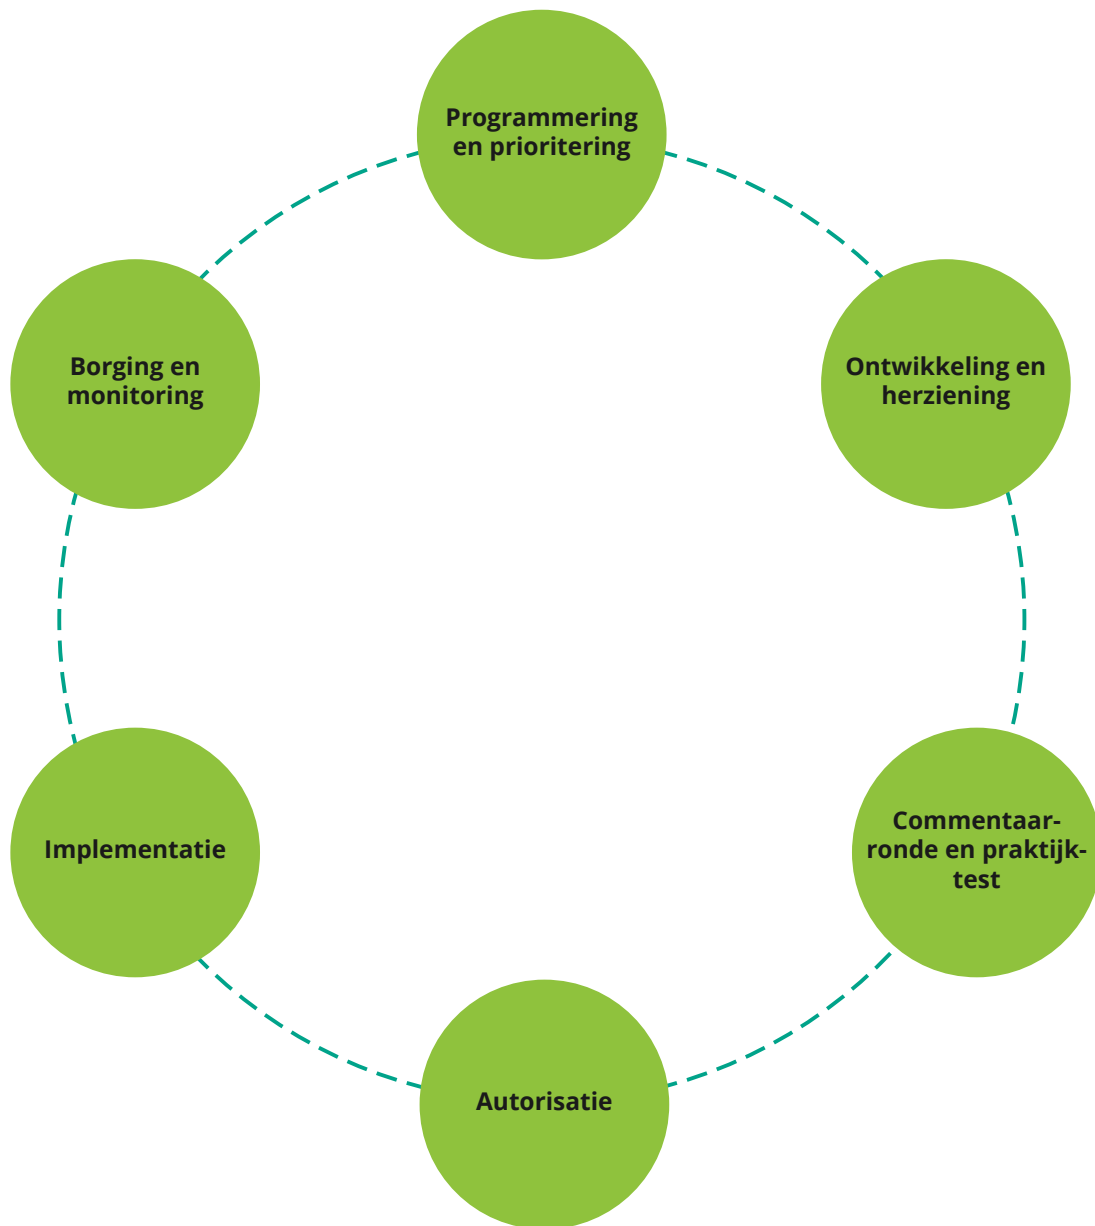 Programmering
en prioritering
Ontwikkeling en
herziening
Commentaar-
ronde en praktijk-
test
Autorisatie
Implementatie
Borging en
monitoring